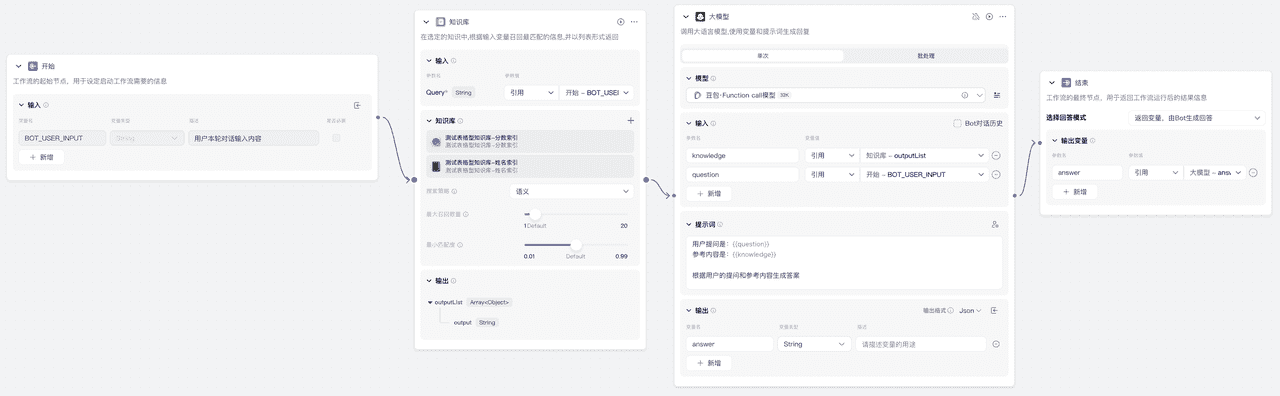 开始
工作流的起始节点，用于设定启动工作流需要的信息
输入
变量名 变量类型 描述 是否必要
BOT_USER_INPUT String 用户本轮对话输入内容
+ 新增
知识库
在选定的知识中,根据输入变量召回最匹配的信息,并以列表形式返回
输入
参数名 参数值
Query* String 引用 开始 - BOT_USEI
知识库 +
测试表格型知识库-分数索引
测试表格型知识库-分数索引
测试表格型知识库-姓名索引
测试表格型知识库-姓名索引
搜索策略 语义
最大召回数量
1 Default 20
最小匹配度
0.01 Default 0.99
输出
outputList Array<Object>
output String
大模型
调用大语言模型,使用变量和提示词生成回复
单次 批处理
模型
豆包·Function call模型 32K
输入 Bot对话历史
参数名 变量值
knowledge 引用 知识库 - outputList
question 引用 开始 - BOT_USER_INPUT
+ 新增
提示词
用户提问是：{{question}}
参考内容是：{{knowledge}}
根据用户的提问和参考内容生成答案
输出 输出格式 Json
变量名 变量类型 描述
answer String 请描述变量的用途
+ 新增
结束
工作流的最终节点，用于返回工作流运行后的结果信息
选择回答模式 返回变量，由Bot生成回答
输出变量
参数名 参数值
answer 引用 大模型 - ansv
+ 新增